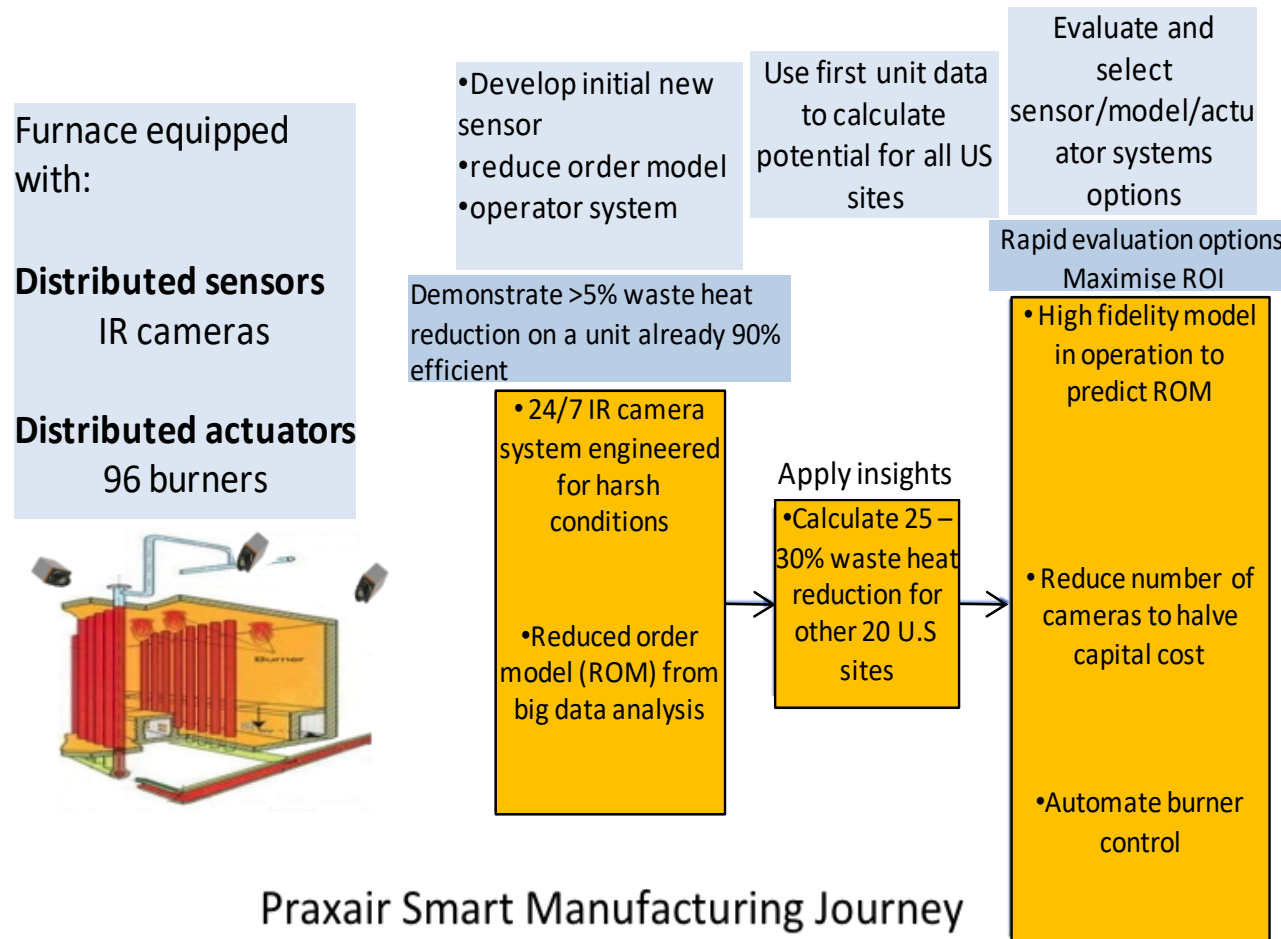 Furnace equipped
with:
Distributed sensors
IR cameras
Distributed actuators
96 burners
Burner
•Develop initial new
sensor
•reduce order model
•operator system
Demonstrate >5% waste heat
reduction on a unit already 90%
efficient
• 24/7 IR camera
system engineered
for harsh
conditions
•Reduced order
model (ROM) from
big data analysis
Use first unit data
to calculate
potential for all US
sites
Apply insights
•Calculate 25 –
30% waste heat
reduction for
other 20 U.S
sites
Evaluate and
select
sensor/model/actu
ator systems
options
Rapid evaluation options
Maximise ROI
• High fidelity model
in operation to
predict ROM
• Reduce number of
cameras to halve
capital cost
•Automate burner
control
Praxair Smart Manufacturing Journey